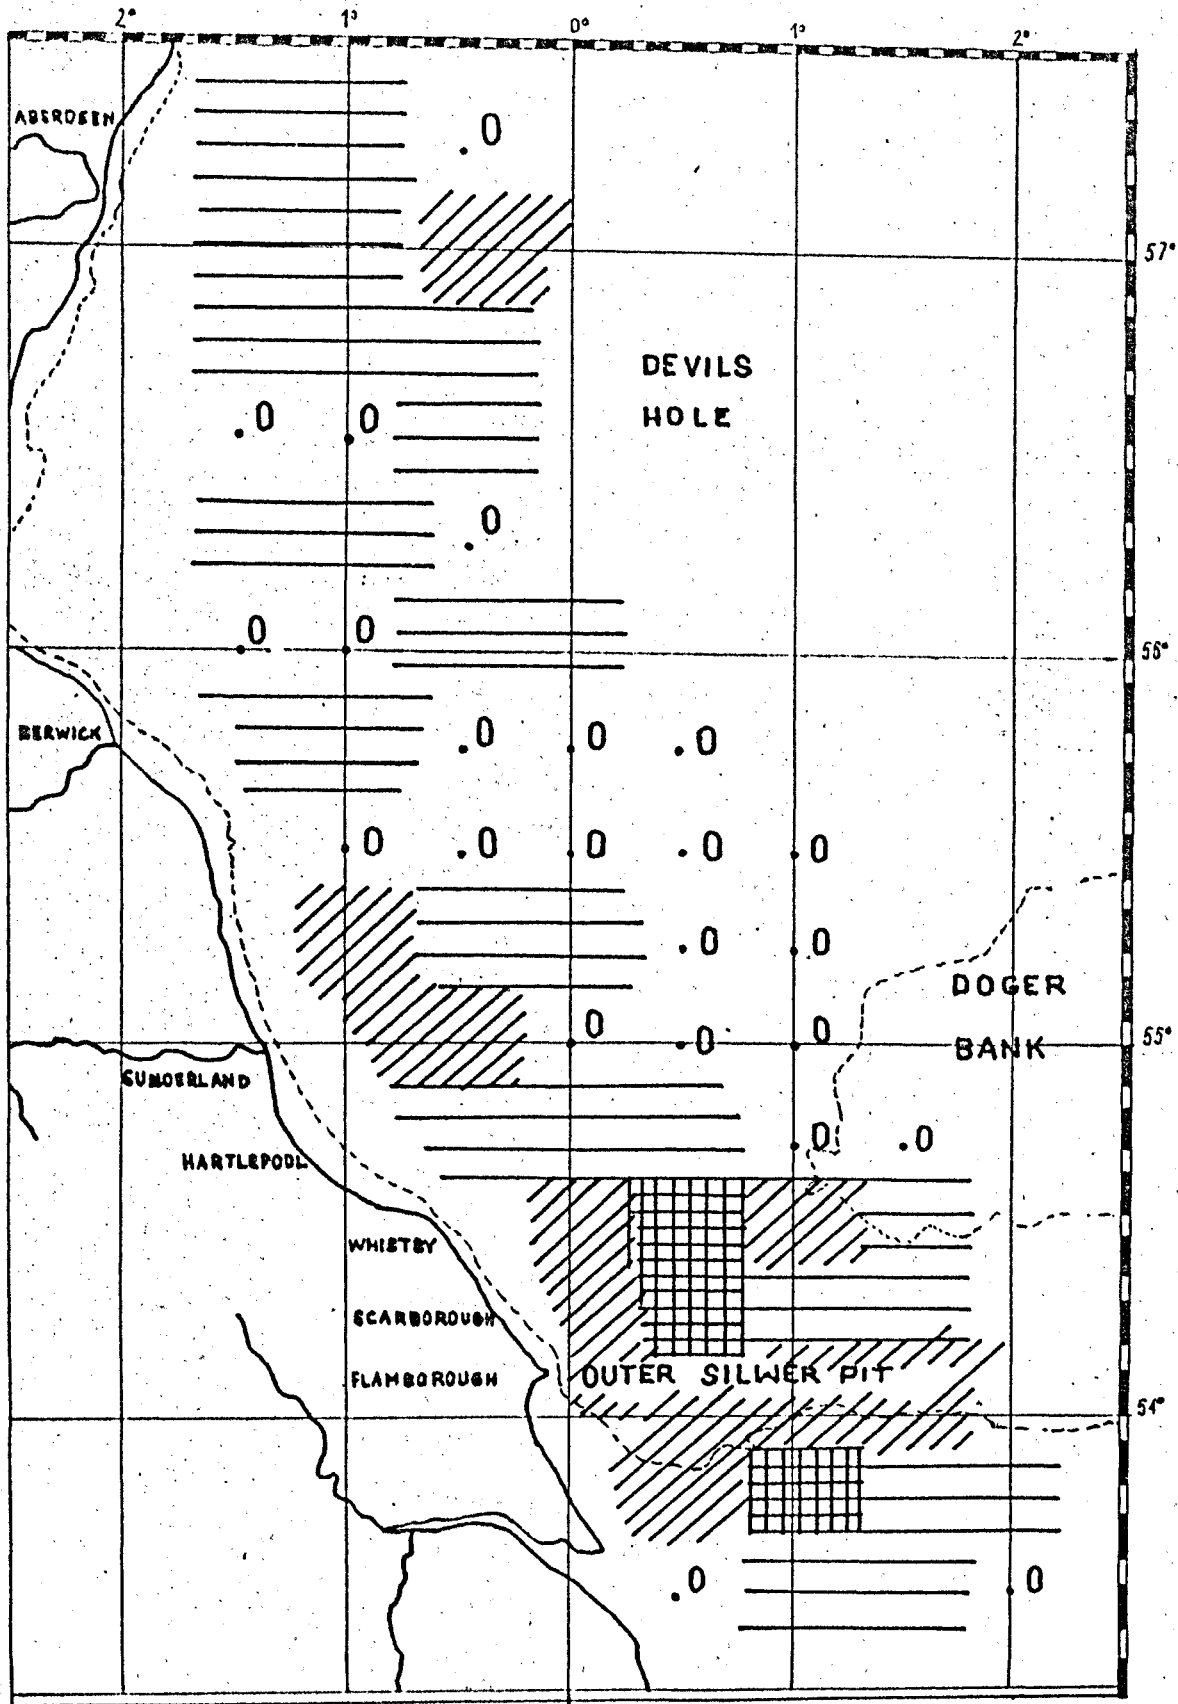 2° 1° 0° 1° 2°
ABERDEEN
0
57°
DEVILS
HOLE
0 0
0
0 0
56°
BERWICK
0 0 0
0 0 0 0 0
0 0
DOGER
0 0 0
BANK
55°
SUNDERLAND
0 0
HARTLEPOOL
WHISTBY
SCARBOROUGH
OUTER SILWER PIT
FLAMBOROUGH
54°
0 0